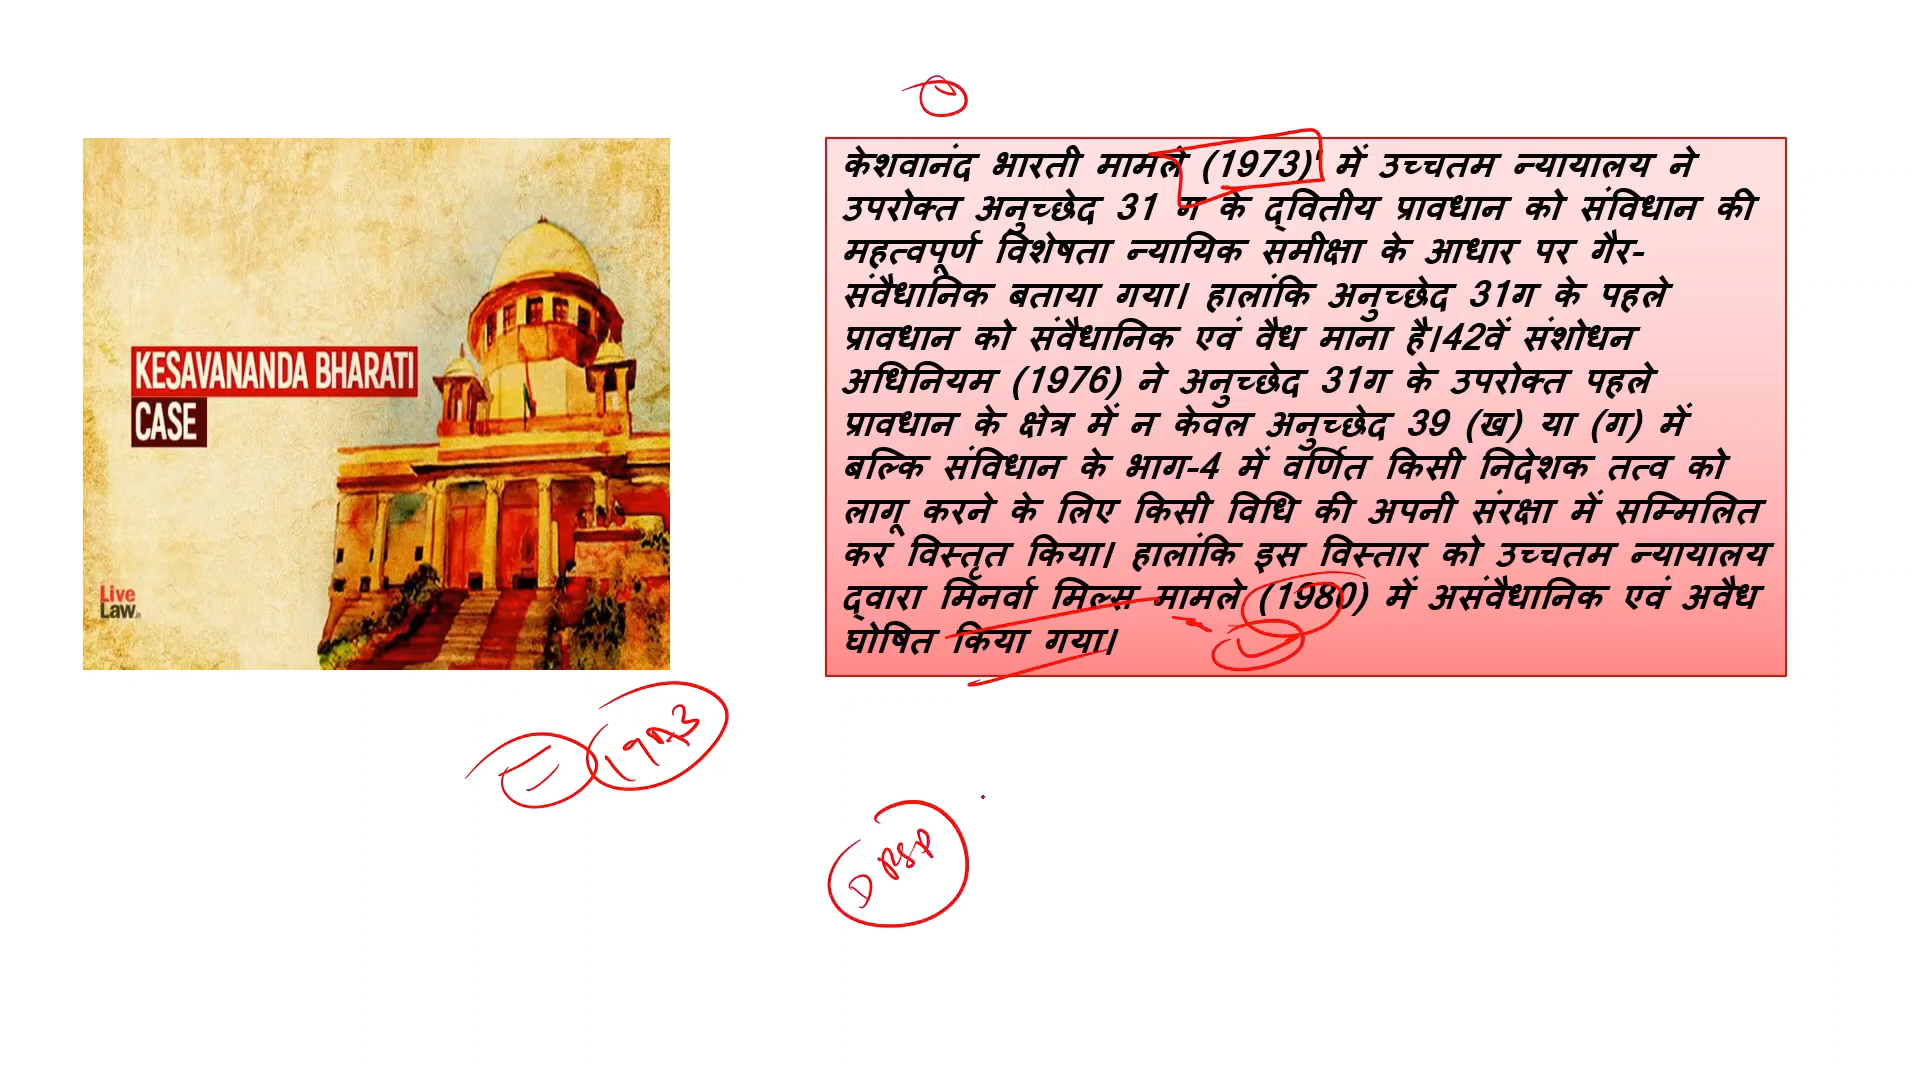 केशवानंद भारती मामले (1973)' में उच्चतम न्यायालय ने
उपरोक्त अनुच्छेद 31 ग के द्वितीय प्रावधान को संविधान की
महत्वपूर्ण विशेषता न्यायिक समीक्षा के आधार पर गैर-
संवैधानिक बताया गया। हालांकि अनुच्छेद 31ग के पहले
प्रावधान को संवैधानिक एवं वैध माना है।42वें संशोधन
अधिनियम (1976) ने अनुच्छेद 31ग के उपरोक्त पहले
प्रावधान के क्षेत्र में न केवल अनुच्छेद 39 (ख) या (ग) में
बल्कि संविधान के भाग-4 में वर्णित किसी निदेशक तत्व को
लागू करने के लिए किसी विधि की अपनी संरक्षा में सम्मिलित
कर विस्तृत किया। हालांकि इस विस्तार को उच्चतम न्यायालय
द्वारा मिनर्वा मिल्स मामले (1980) में असंवैधानिक एवं अवैध
घोषित किया गया।
KESAVANANDA BHARATI
CASE
Live
Law.in
1973
DPSP